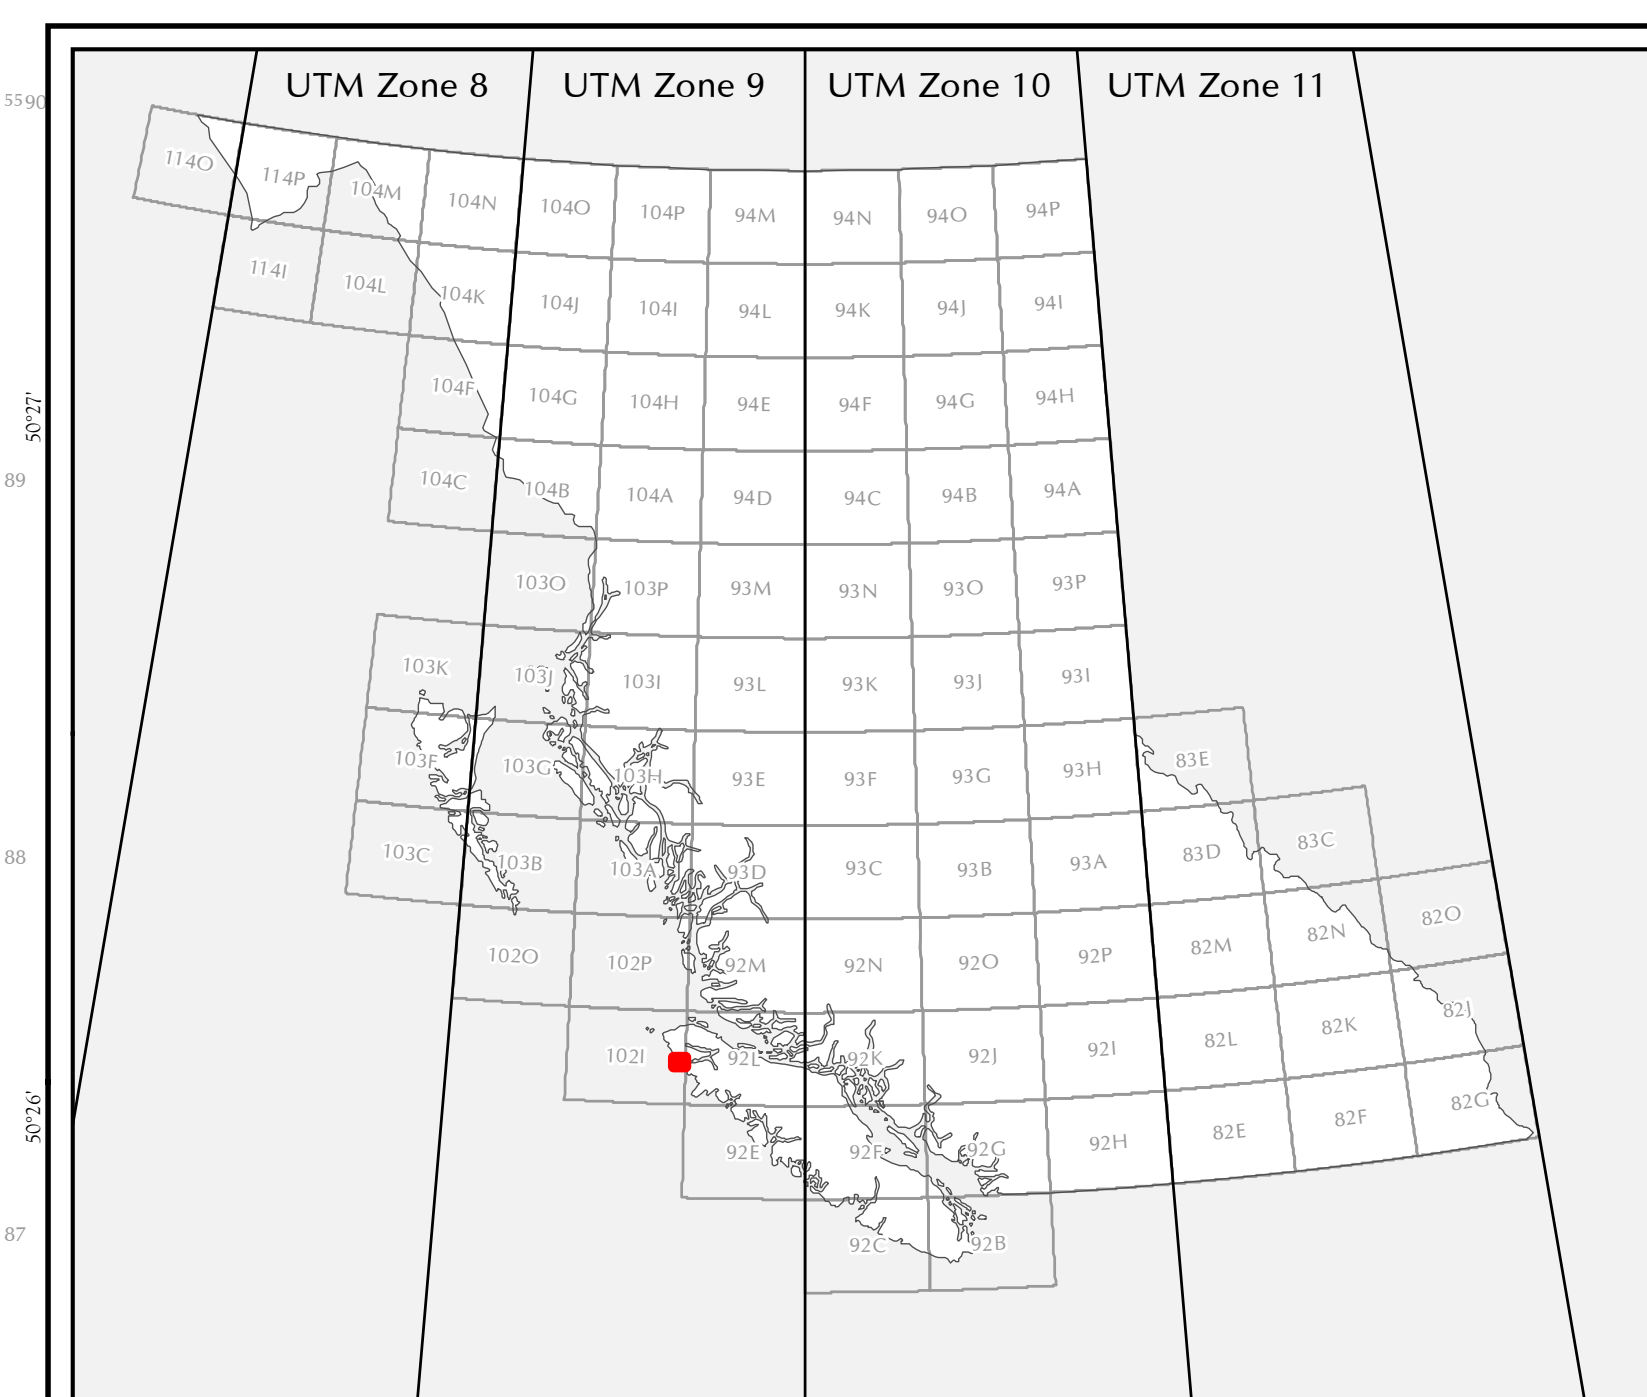 UTM Zone 8 UTM Zone 9 UTM Zone 10 UTM Zone 11
5590
114O 114P 104M 104N 104O 104P 94M 94N 94O 94P
114I 104L 104K 104J 104I 94L 94K 94J 94I
50°27'
104F 104G 104H 94E 94F 94G 94H
89
104C 104B 104A 94D 94C 94B 94A
103O 103P 93M 93N 93O 93P
103K 103J 103I 93L 93K 93J 93I
103F 103G 103H 93E 93F 93G 93H 83E
88
103C 103B 103A 93D 93C 93B 93A 83D 83C
102O 102P 92M 92N 92O 92P 82M 82N 82O
102I 92L 92K 92J 92I 82L 82K 82J
50°26'
92E 92F 92G 92H 82E 82F 82G
87
92C 92B